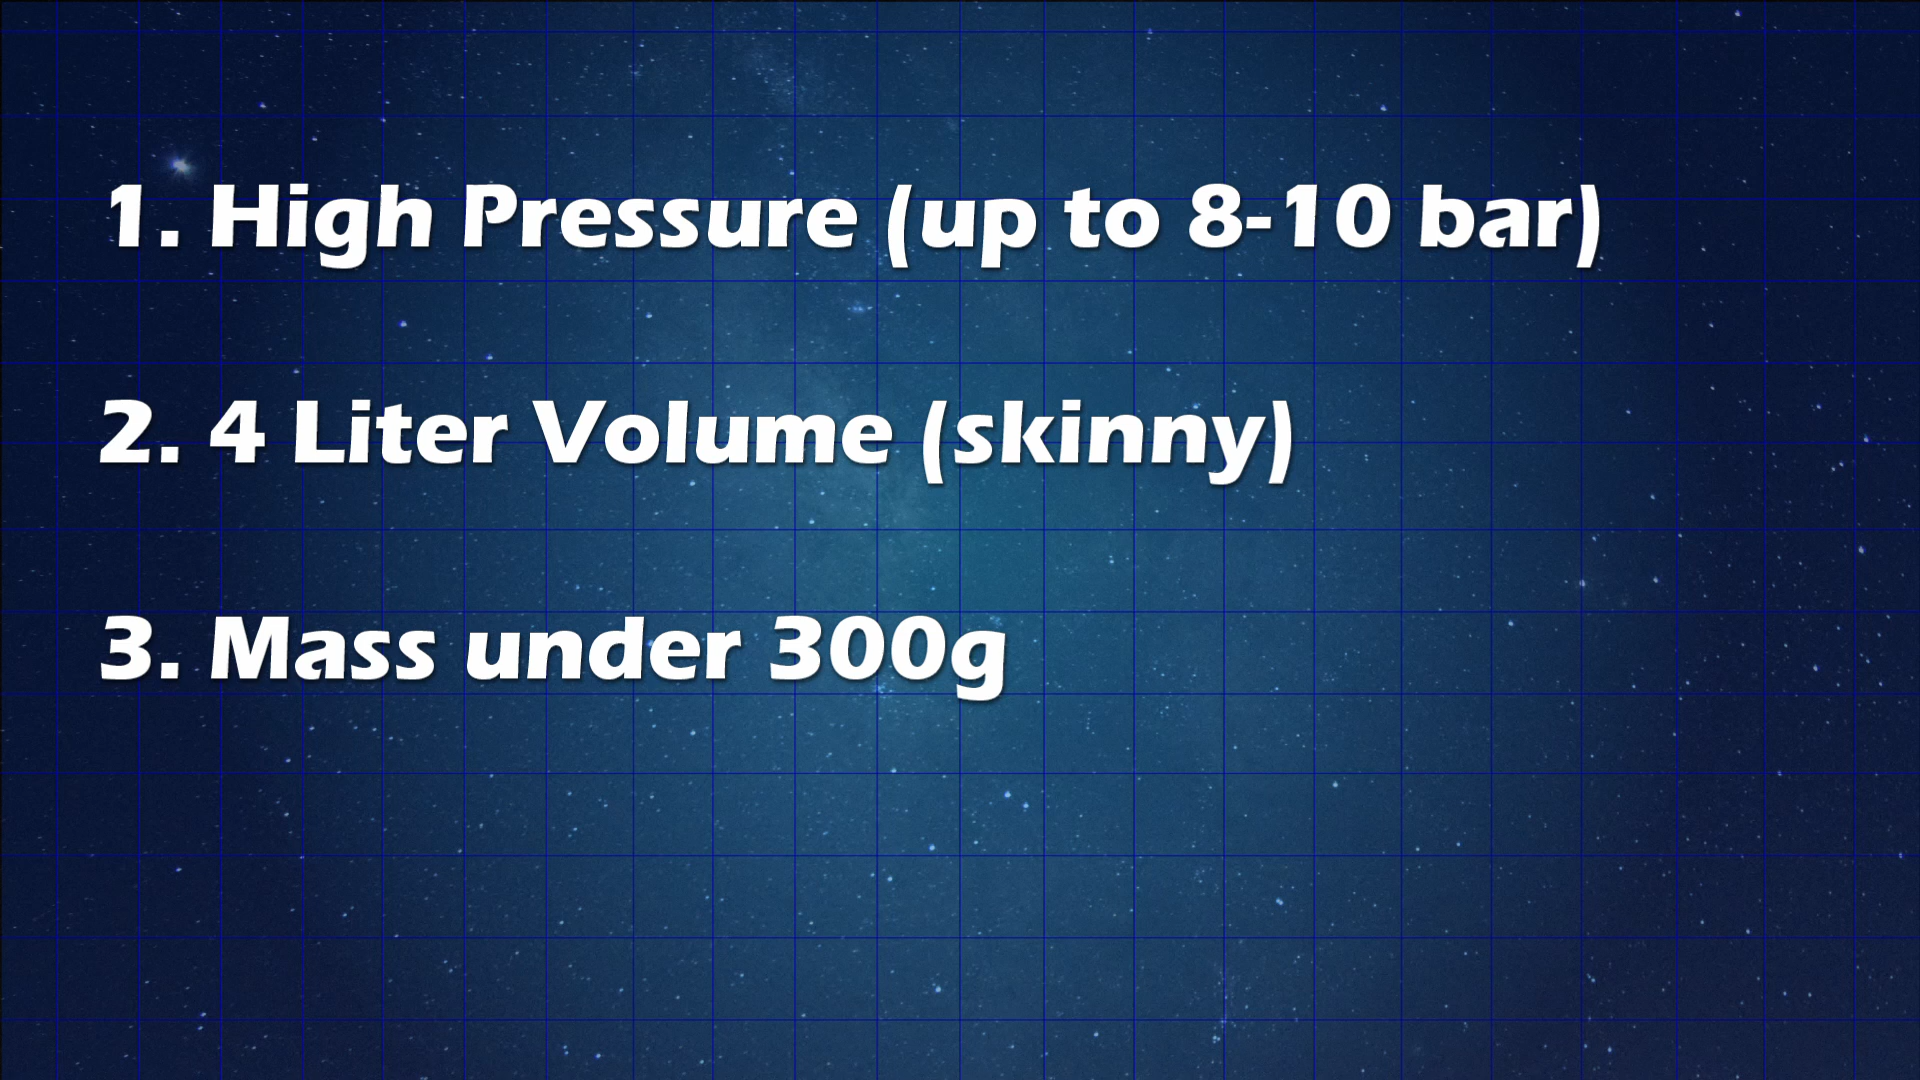 1. High Pressure (up to 8-10 bar)
2. 4 Liter Volume (skinny)
3. Mass under 300g